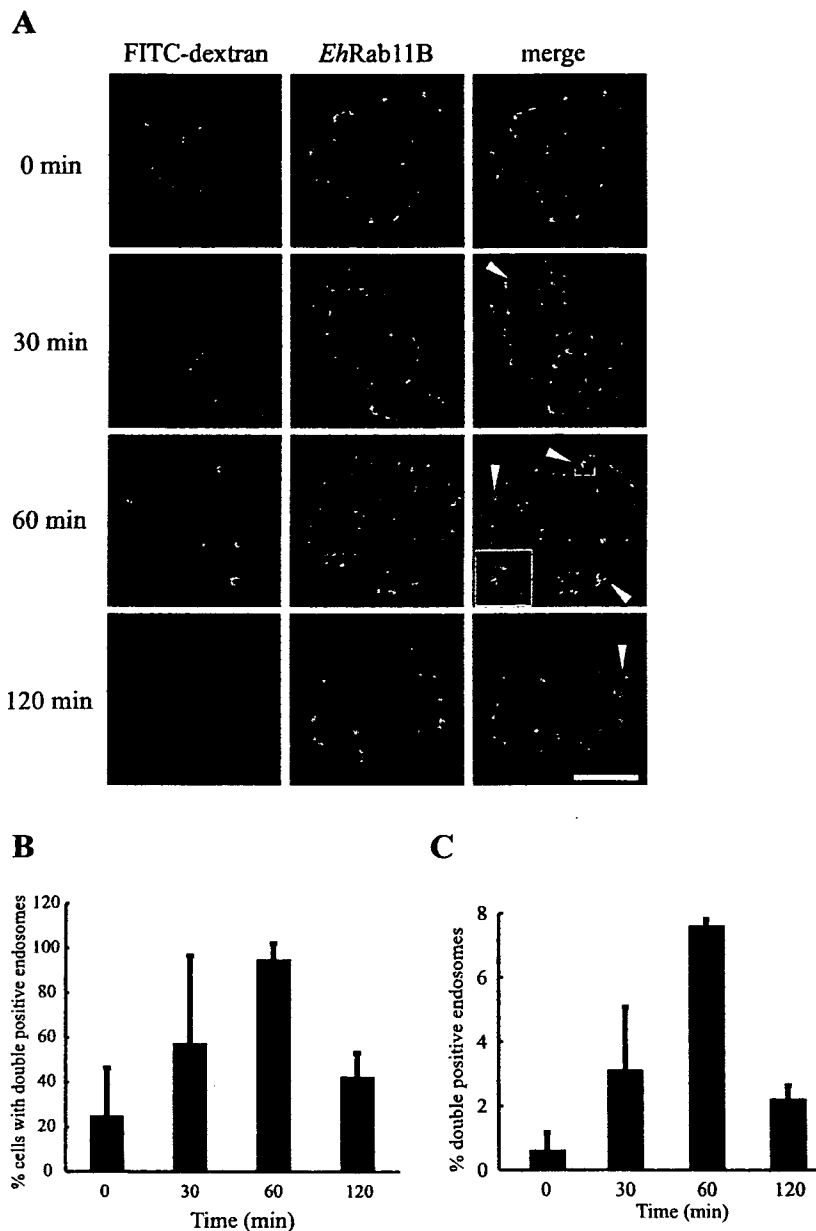 A
FITC-dextran EhRab11B merge
0 min
30 min
60 min
120 min
B
% cells with double positive endosomes
120
100
80
60
40
20
0
0 30 60 120
Time (min)
C
% double positive endosomes
8
6
4
2
0
0 30 60 120
Time (min)